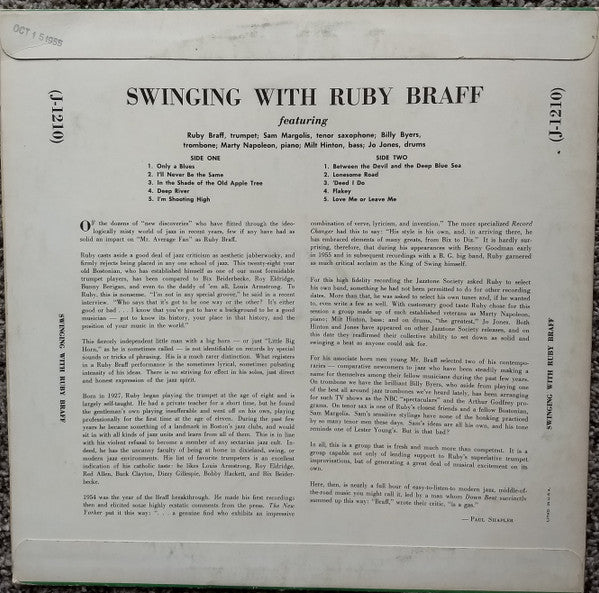 OCT 15 1955
(J-1210)
(J-1210)
SWINGING WITH RUBY BRAFF
featuring
Ruby Braff, trumpet; Sam Margolis, tenor saxophone; Billy Byers,
trombone; Marty Napoleon, piano; Milt Hinton, bass; Jo Jones, drums
SIDE ONE
1. Only a Blues
2. I'll Never Be the Same
3. In the Shade of the Old Apple Tree
4. Deep River
5. I'm Shooting High
SIDE TWO
1. Between the Devil and the Deep Blue Sea
2. Lonesome Road
3. 'Deed I Do
4. Flakey
5. Love Me or Leave Me
OF the dozens of "new discoveries" who have flitted through the ideo-
logically misty world of jazz in recent years, few if any have had as
solid an impact on "Mr. Average Fan" as Ruby Braff.
Ruby casts aside a good deal of jazz criticism as aesthetic jabberwocky, and
firmly rejects being placed in any one school of jazz. This twenty-eight year
old Bostonian, who has established himself as one of our most formidable
trumpet players, has been compared to Bix Beiderbecke, Roy Eldridge,
Bunny Berigan, and even to the daddy of 'em all, Louis Armstrong. To
Ruby, this is nonsense. "I'm not in any special groove," he said in a recent
interview. "Who says that it's got to be one way or the other? It's either
good or bad . . . I know that you've got to have a background to be a good
musician — got to know its history, your place in that history, and the
position of your music in the world."
This fiercely independent little man with a big horn — or just "Little Big
Horn," as he is sometimes called — is not identifiable on records by special
sounds or tricks of phrasing. His is a much rarer distinction. What registers
in a Ruby Braff performance is the sometimes lyrical, sometimes pulsating
intensity of his ideas. There is no striving for effect in his solos, just direct
and honest expression of the jazz spirit.
Born in 1927, Ruby began playing the trumpet at the age of eight and is
largely self-taught. He had a private teacher for a short time, but he found
the gentleman's own playing insufferable and went off on his own, playing
professionally for the first time at the age of eleven. During the past few
years he became something of a landmark in Boston's jazz clubs, and would
sit in with all kinds of jazz units and learn from all of them. This is in line
with his violent refusal to become a member of any sectarian jazz cult. In-
deed, he has the uncanny faculty of being at home in dixieland, swing, or
modern jazz environments. His list of favorite trumpeters is an excellent
indication of his catholic taste: he likes Louis Armstrong, Roy Eldridge,
Red Allen, Buck Clayton, Dizzy Gillespie, Bobby Hackett, and Bix Beider-
becke.
1954 was the year of the Braff breakthrough. He made his first recordings
then and elicited some highly ecstatic comments from the press. The New
Yorker put it this way: ". . . a genuine find who exhibits an impressive
combination of verve, lyricism, and invention." The more specialized Record
Changer had this to say: "His style is his own, and, in arriving there, he
has embraced elements of many greats, from Bix to Diz." It is hardly sur-
prising, therefore, that during his appearances with Benny Goodman early
in 1955 and in subsequent recordings with a B. G. big band, Ruby garnered
as much critical acclaim as the King of Swing himself.
For this high fidelity recording the Jazztone Society asked Ruby to select
his own band, something he had not been permitted to do for other recording
dates. More than that, he was asked to select his own tunes and, if he wanted
to, even write a few as well. With customary good taste Ruby chose for this
session a group made up of such established veterans as Marty Napoleon,
piano; Milt Hinton, bass; and on drums, "the greatest," Jo Jones. Both
Hinton and Jones have appeared on other Jazztone Society releases, and on
this date they reaffirmed their collective ability to set down as solid and
swinging a beat as anyone could ask for.
For his associate horn men young Mr. Braff selected two of his contempo-
raries — comparative newcomers to jazz who have been steadily making a
name for themselves among their fellow musicians during the past few years.
On trombone we have the brilliant Billy Byers, who aside from playing one
of the best all around jazz trombones we've heard lately, has been arranging
for such TV shows as the NBC "spectaculars" and the Arthur Godfrey pro-
grams. On tenor sax is one of Ruby's closest friends and a fellow Bostonian,
Sam Margolis. Sam's sensitive stylings have none of the honking practiced
by so many tenor men these days. Sam's ideas are all his own, and his tone
reminds one of Lester Young's. But is that bad?
In all, this is a group that is fresh and much more than competent. It is a
group capable not only of lending support to Ruby's superlative trumpet
improvisations, but of generating a great deal of musical excitement on its
own.
Here, then, is nearly a full hour of easy-to-listen-to modern jazz, middle-of-
the-road music you might call it, led by a man whom Down Beat succinctly
summed up this way: "Braff," wrote their critic, "is a gas."
— PAUL SHAPLER
SWINGING WITH RUBY BRAFF
SWINGING WITH RUBY BRAFF